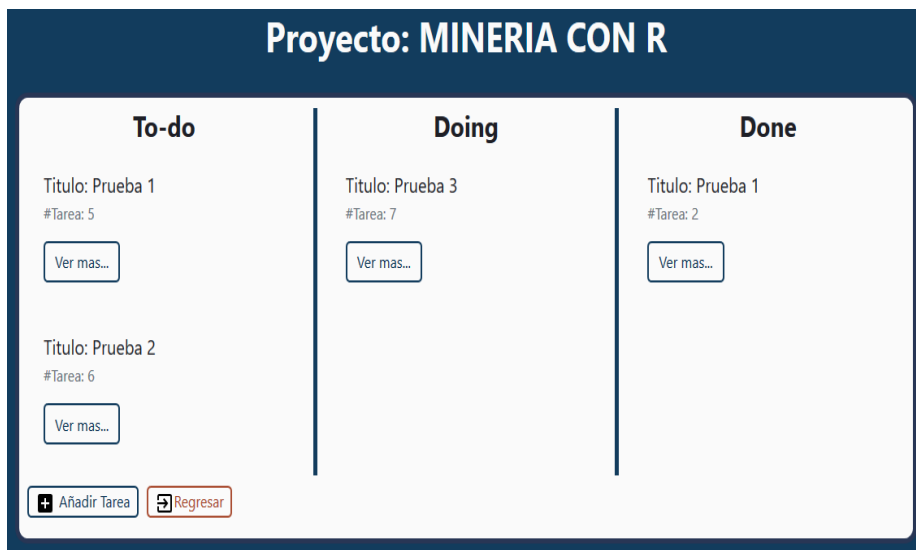 Proyecto: MINERIA CON R
To-do
Titulo: Prueba 1
#Tarea: 5
Ver mas...
Titulo: Prueba 2
#Tarea: 6
Ver mas...
Doing
Titulo: Prueba 3
#Tarea: 7
Ver mas...
Done
Titulo: Prueba 1
#Tarea: 2
Ver mas...
Añadir Tarea
Regresar